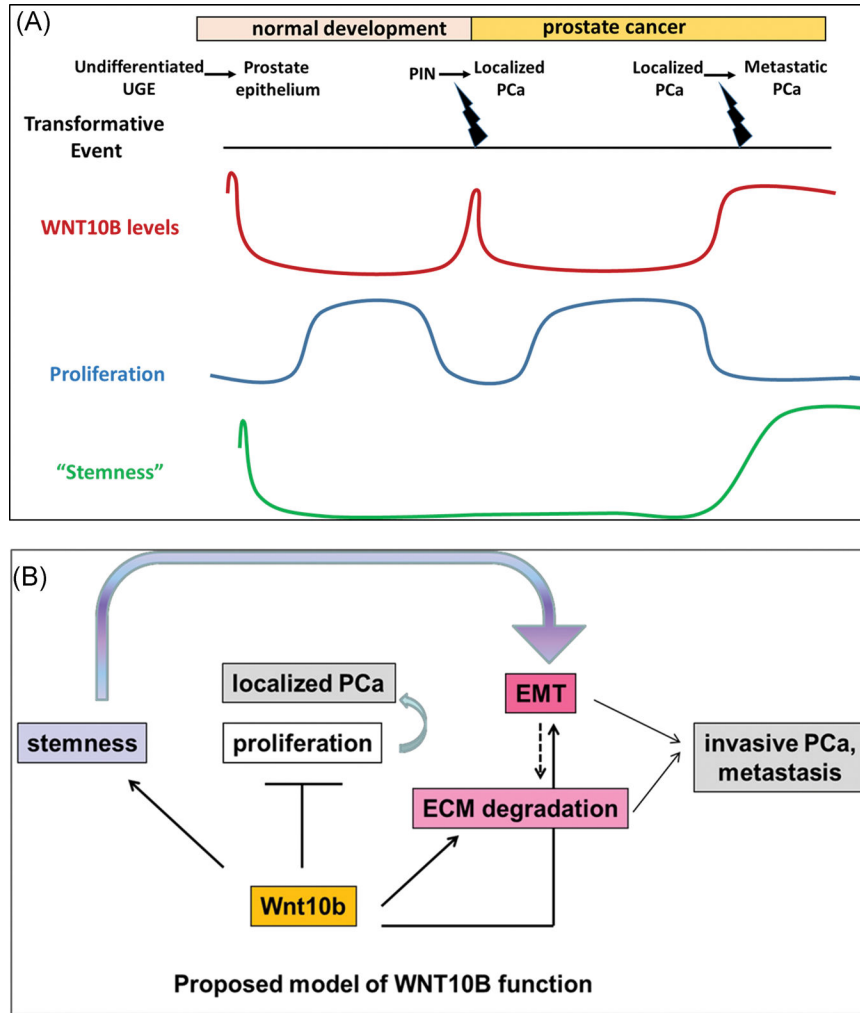 (A)
normal development prostate cancer
Undifferentiated Prostate PIN Localized Localized Metastatic
UGE epithelium PCa PCa PCa
Transformative
Event
WNT10B levels
Proliferation
“Stemness”
(B)
localized PCa
EMT
stemness
proliferation
invasive PCa,
metastasis
ECM degradation
Wnt10b
Proposed model of WNT10B function